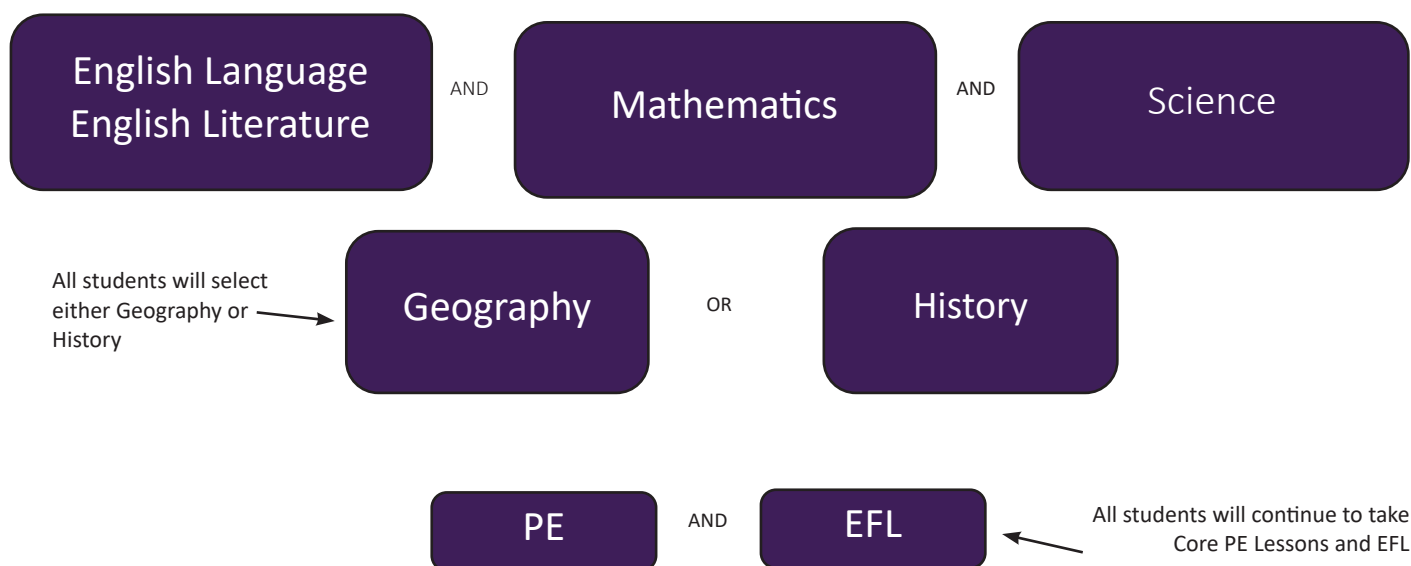 English Language
English Literature
AND
Mathematics
AND
Science
All students will select
either Geography or
History
Geography
OR
History
PE
AND
EFL
All students will continue to take
Core PE Lessons and EFL